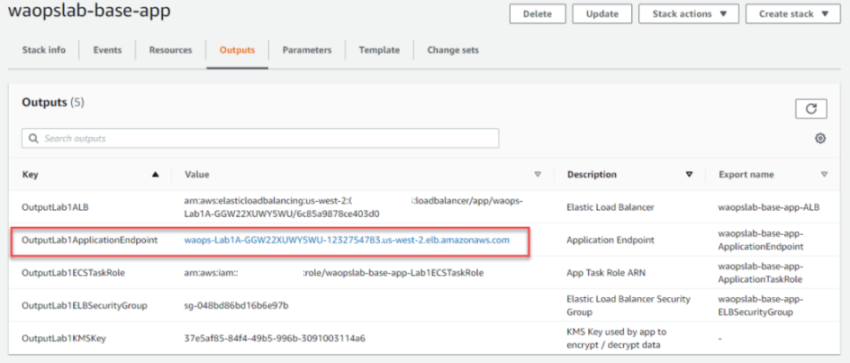 waopslab-base-app
Delete
Update
Stack actions
Create stack
Stack info
Events
Resources
Outputs
Parameters
Template
Change sets
Outputs (5)
Search outputs
Key
Value
Description
Export name
OutputLab1ALB
arn:aws:elasticloadbalancing:us-west-2:( :loadbalancer/app/waops-
Lab1A-GGW22XUWY5WU/6c85a9878ce403d0
Elastic Load Balancer
waopslab-base-app-ALB
OutputLab1ApplicationEndpoint
waops-Lab1A-GGW22XUWY5WU-1232754783.us-west-2.elb.amazonaws.com
Application Endpoint
waopslab-base-app-
ApplicationEndpoint
OutputLab1ECSTaskRole
arn:aws:iam:: :role/waopslab-base-app-Lab1ECSTaskRole
App Task Role ARN
waopslab-base-app-
ApplicationTaskRole
OutputLab1ELBSecurityGroup
sg-048bd86bd16b6e97b
Elastic Load Balancer Security
Group
waopslab-base-app-
ELBSecurityGroup
OutputLab1KMSKey
37e5af85-84f4-49b5-996b-3091003114a6
KMS Key used by app to
encrypt / decrypt data
-